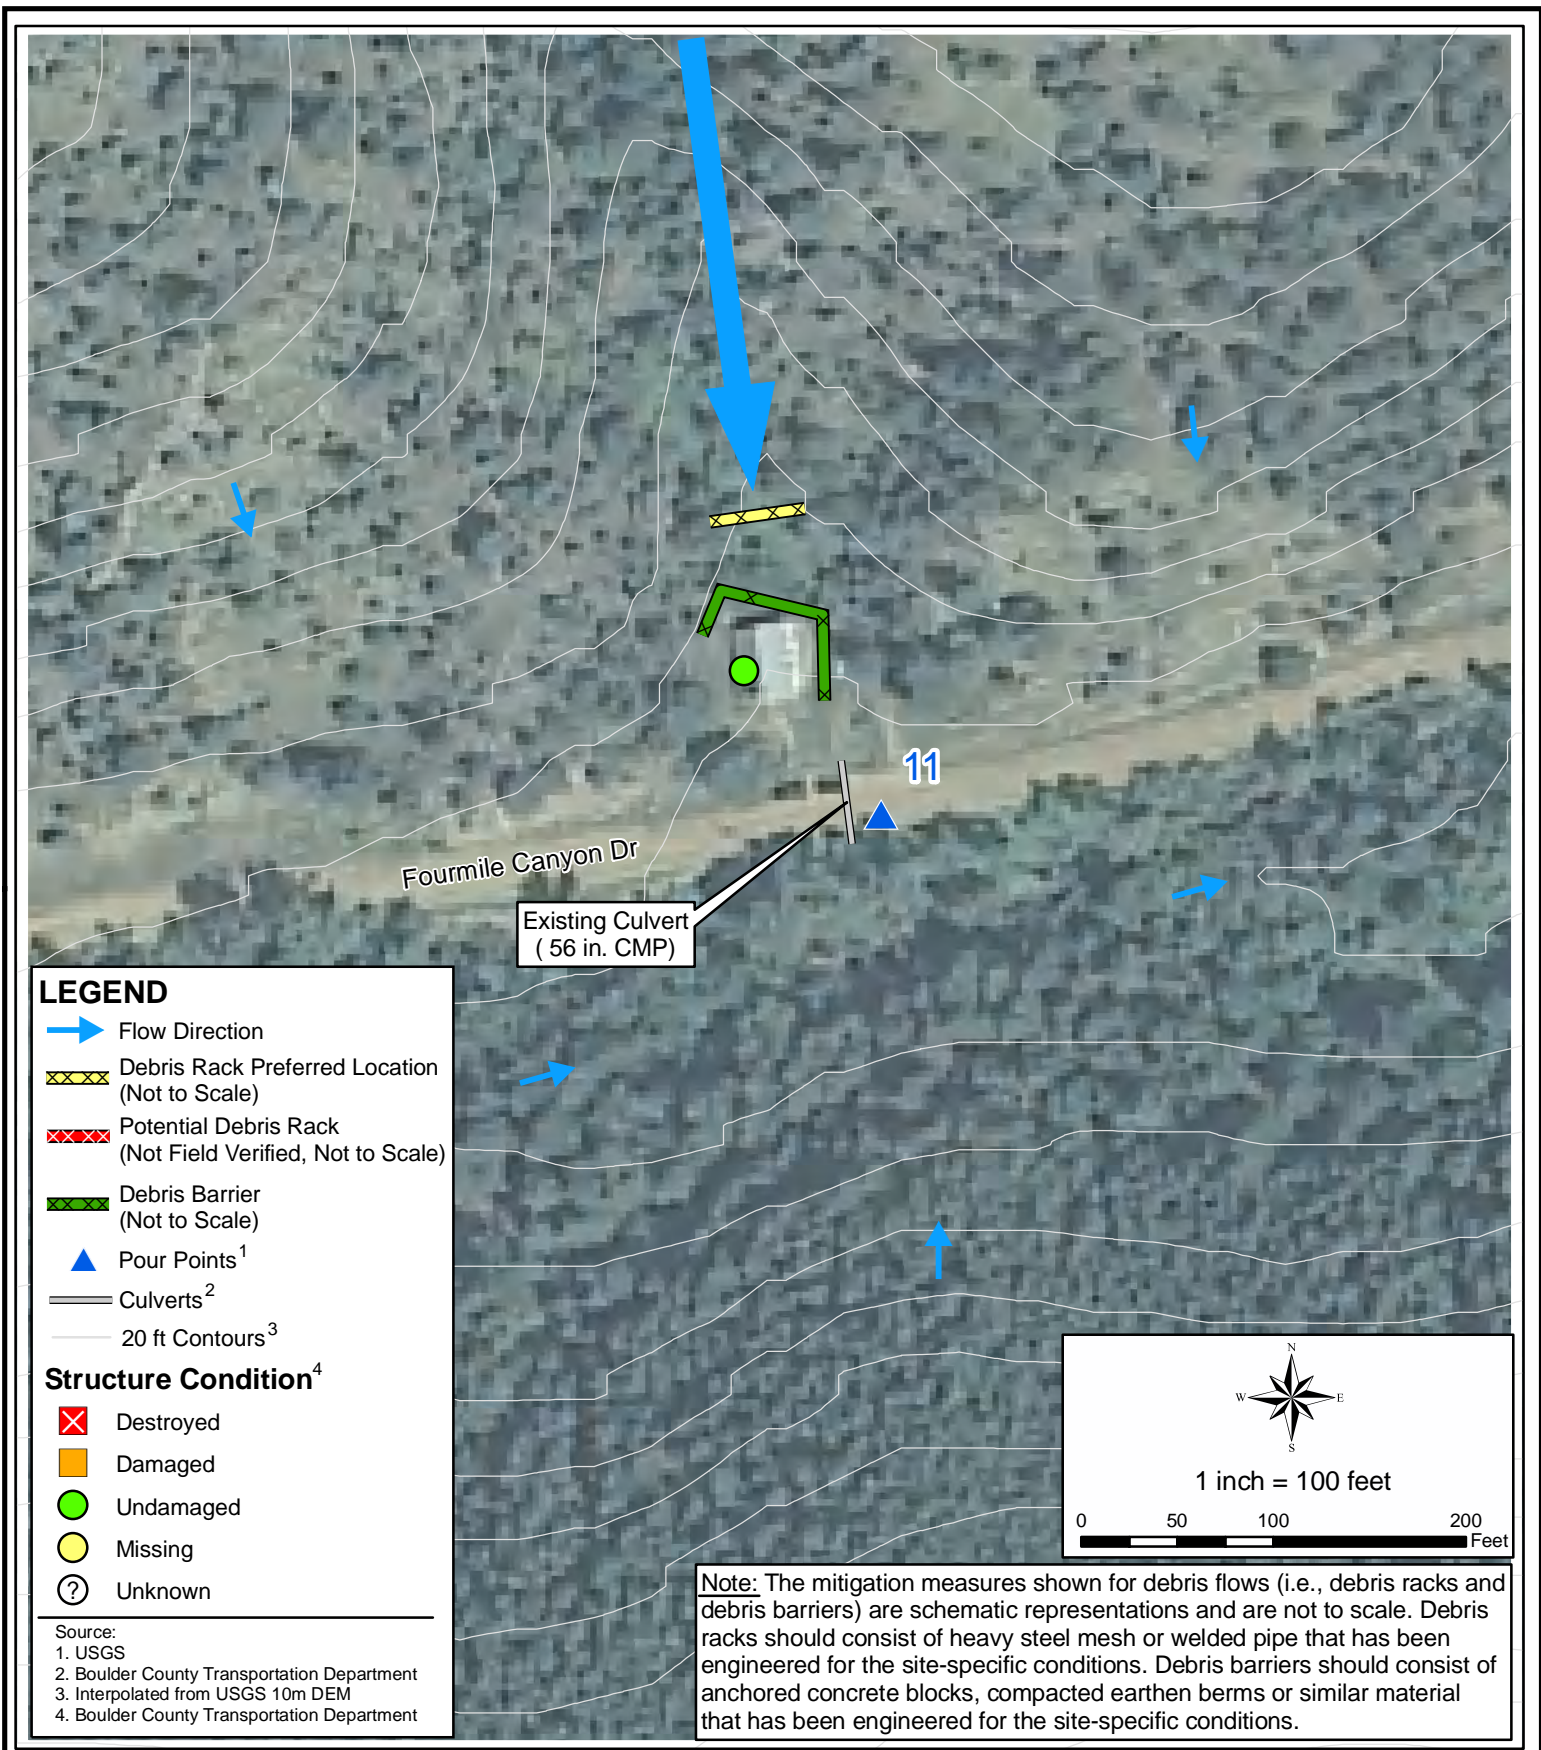 11
Fourmile Canyon Dr
Existing Culvert
( 56 in. CMP)
LEGEND
Flow Direction
Debris Rack Preferred Location
(Not to Scale)
Potential Debris Rack
(Not Field Verified, Not to Scale)
Debris Barrier
(Not to Scale)
Pour Points1
Culverts2
20 ft Contours3
Structure Condition4
Destroyed
Damaged
Undamaged
Missing
? Unknown
Source:
1. USGS
2. Boulder County Transportation Department
3. Interpolated from USGS 10m DEM
4. Boulder County Transportation Department
N
W E
S
1 inch = 100 feet
0 50 100 200
Feet
Note: The mitigation measures shown for debris flows (i.e., debris racks and
debris barriers) are schematic representations and are not to scale. Debris
racks should consist of heavy steel mesh or welded pipe that has been
engineered for the site-specific conditions. Debris barriers should consist of
anchored concrete blocks, compacted earthen berms or similar material
that has been engineered for the site-specific conditions.